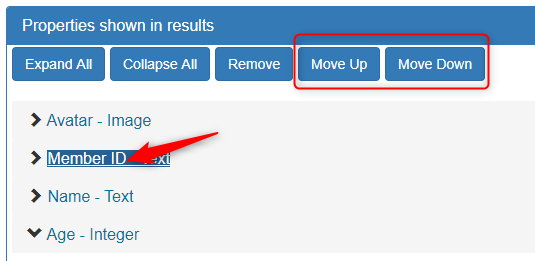 Properties shown in results
Expand All Collapse All Remove Move Up Move Down
Avatar - Image
Member ID - Text
Name - Text
Age - Integer